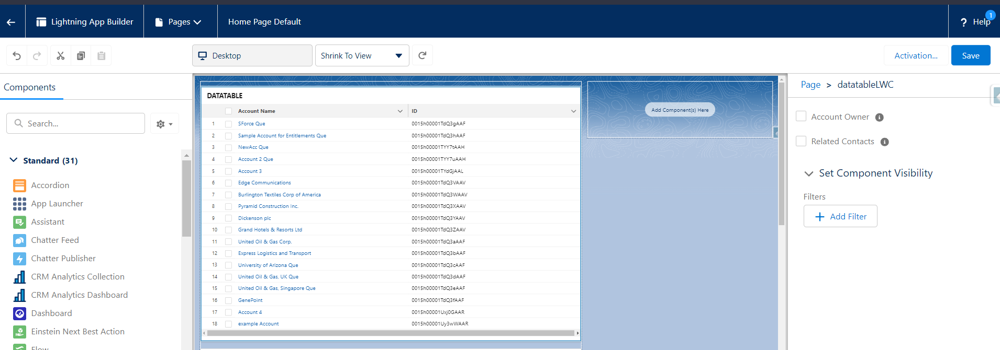 Lightning App Builder
Pages
Home Page Default
? Help
1
Desktop
Shrink To View
Activation...
Save
Components
Search...
Standard (31)
Accordion
App Launcher
Assistant
Chatter Feed
Chatter Publisher
CRM Analytics Collection
CRM Analytics Dashboard
Dashboard
Einstein Next Best Action
Flow
DATATABLE
Account Name ID
1 SForce Que 0015h00001TdQ3gAAF
2 Sample Account for Entitlements Que 0015h00001TdQ3hAAF
3 NewAcc Que 0015h00001TYY7tAAH
4 Account 2 Que 0015h00001TYY7uAAH
5 Account 3 0015h00001TYdGjAAL
6 Edge Communications 0015h00001TdQ3VAAV
7 Burlington Textiles Corp of America 0015h00001TdQ3WAAV
8 Pyramid Construction Inc. 0015h00001TdQ3XAAV
9 Dickenson plc 0015h00001TdQ3YAAV
10 Grand Hotels & Resorts Ltd 0015h00001TdQ3ZAAV
11 United Oil & Gas Corp. 0015h00001TdQ3aAAF
12 Express Logistics and Transport 0015h00001TdQ3bAAF
13 University of Arizona Que 0015h00001TdQ3cAAF
14 United Oil & Gas, UK Que 0015h00001TdQ3dAAF
15 United Oil & Gas, Singapore Que 0015h00001TdQ3eAAF
16 GenePoint 0015h00001TdQ3fAAF
17 Account 4 0015h00001Uxj0GAAR
18 example Account 0015h00001Uy3wWAAR
Add Component(s) Here
Page > datatableLWC
Account Owner
Related Contacts
Set Component Visibility
Filters
+ Add Filter